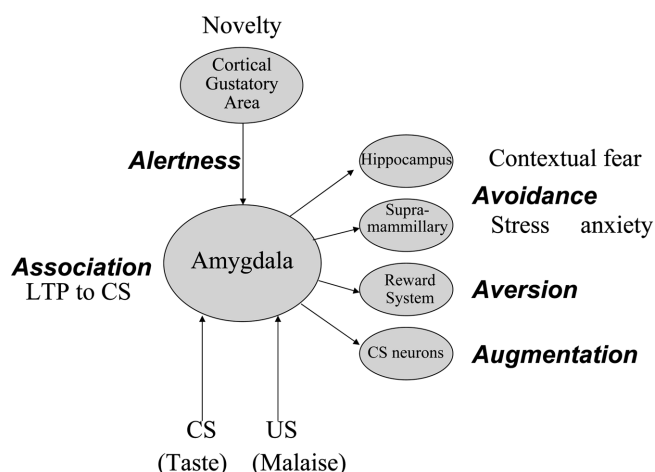 Novelty
Cortical
Gustatory
Area
Alertness
Hippocampus
Contextual fear
Avoidance
Supra-
mammillary
Stress anxiety
Amygdala
Association
LTP to CS
Reward
System
Aversion
CS neurons
Augmentation
CS US
(Taste) (Malaise)